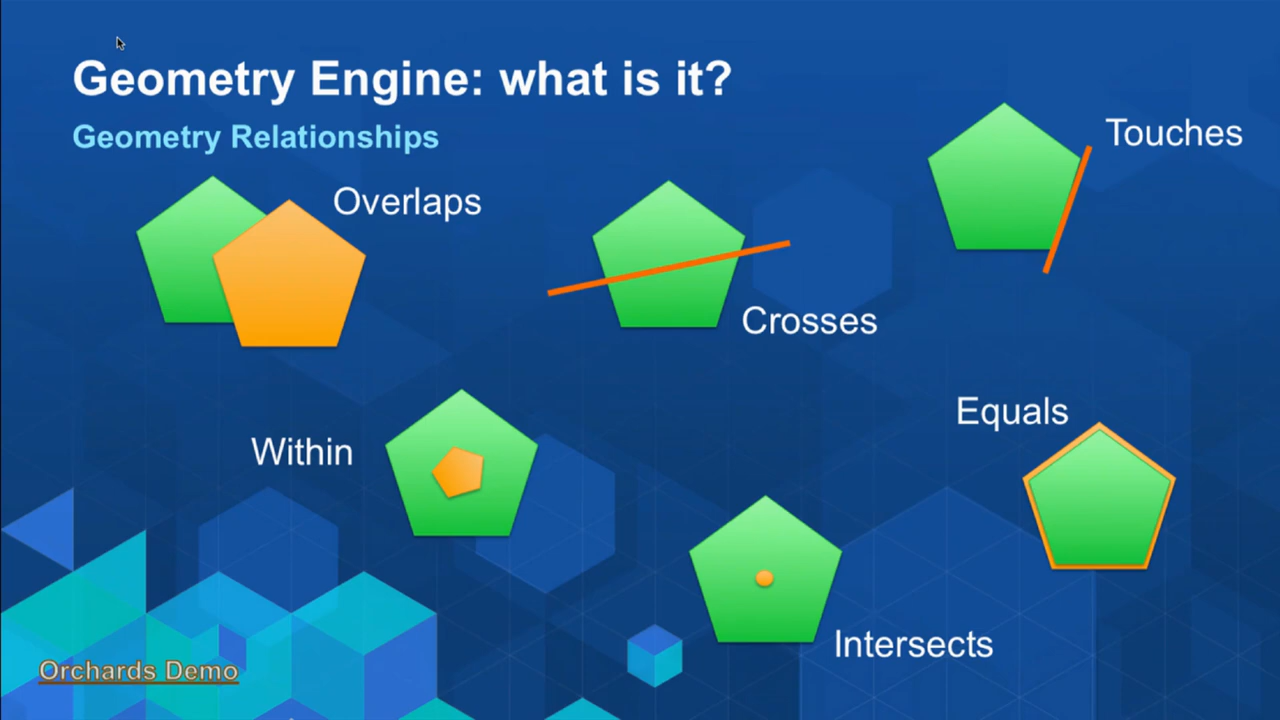 Geometry Engine: what is it?
Geometry Relationships
Touches
Overlaps
Crosses
Equals
Within
Intersects
Orchards Demo